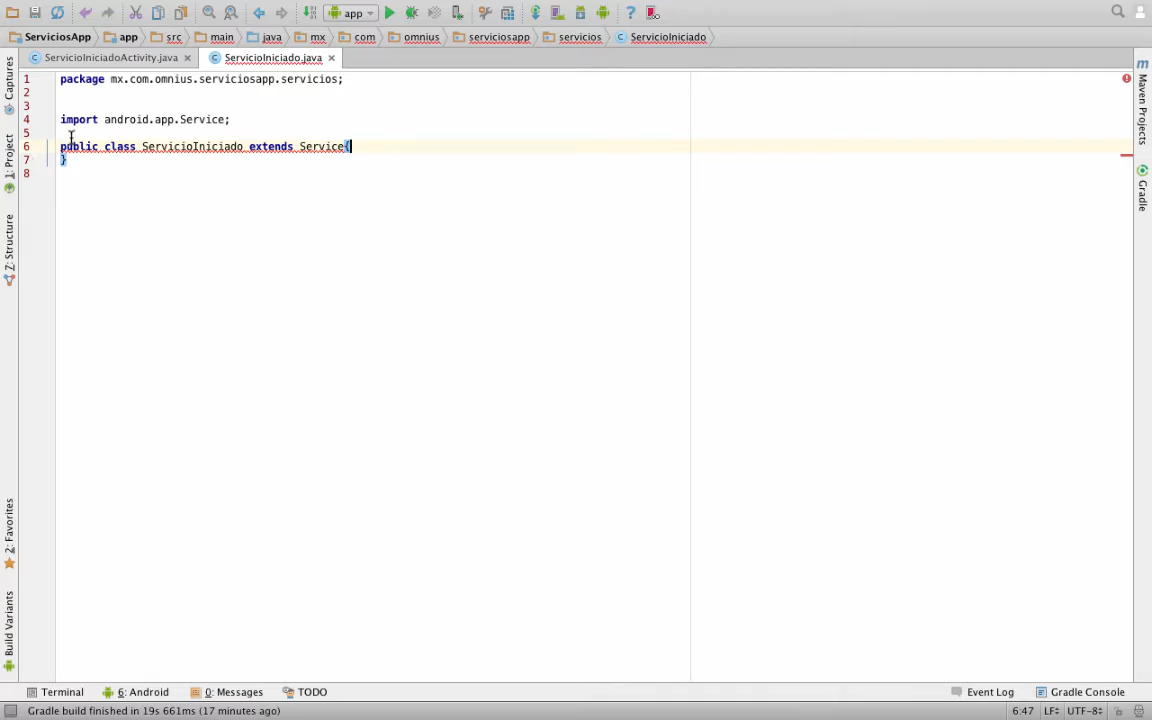 app
ServiciosApp app src main java mx com omnius serviciosapp servicios ServicioIniciado
ServicioIniciadoActivity.java ServicioIniciado.java
1 package mx.com.omnius.serviciosapp.servicios;
2
3
4 import android.app.Service;
5
6 public class ServicioIniciado extends Service{
7 }
8
Captures
1: Project
7: Structure
2: Favorites
Build Variants
Maven Projects
Gradle
Terminal 6: Android 0: Messages TODO Event Log Gradle Console
Gradle build finished in 19s 661ms (17 minutes ago) 6:47 LF UTF-8